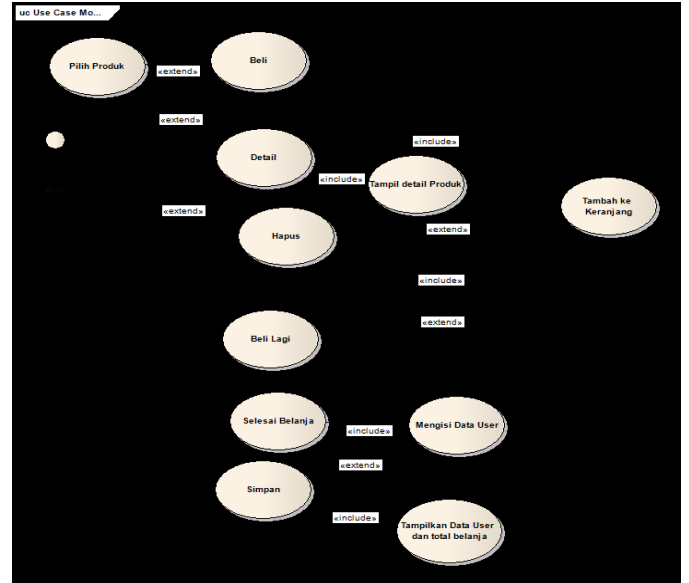 uc Use Case Mo...
Pilih Produk
«extend»
Beli
«extend»
«include»
Detail
«include»
Tampil detail Produk
Tambah ke
Keranjang
«extend»
«extend»
Hapus
«include»
«extend»
Beli Lagi
Selesai Belanja
«include»
Mengisi Data User
«extend»
Simpan
«include»
Tampilkan Data User
dan total belanja